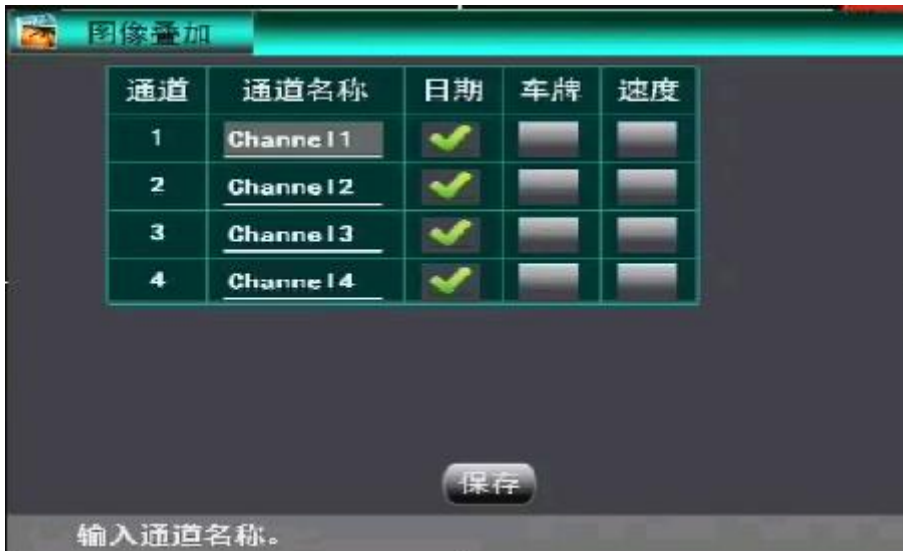 图像叠加
通道 通道名称 日期 车牌 速度
1 Channel1
2 Channel2
3 Channel3
4 Channel4
保存
输入通道名称。